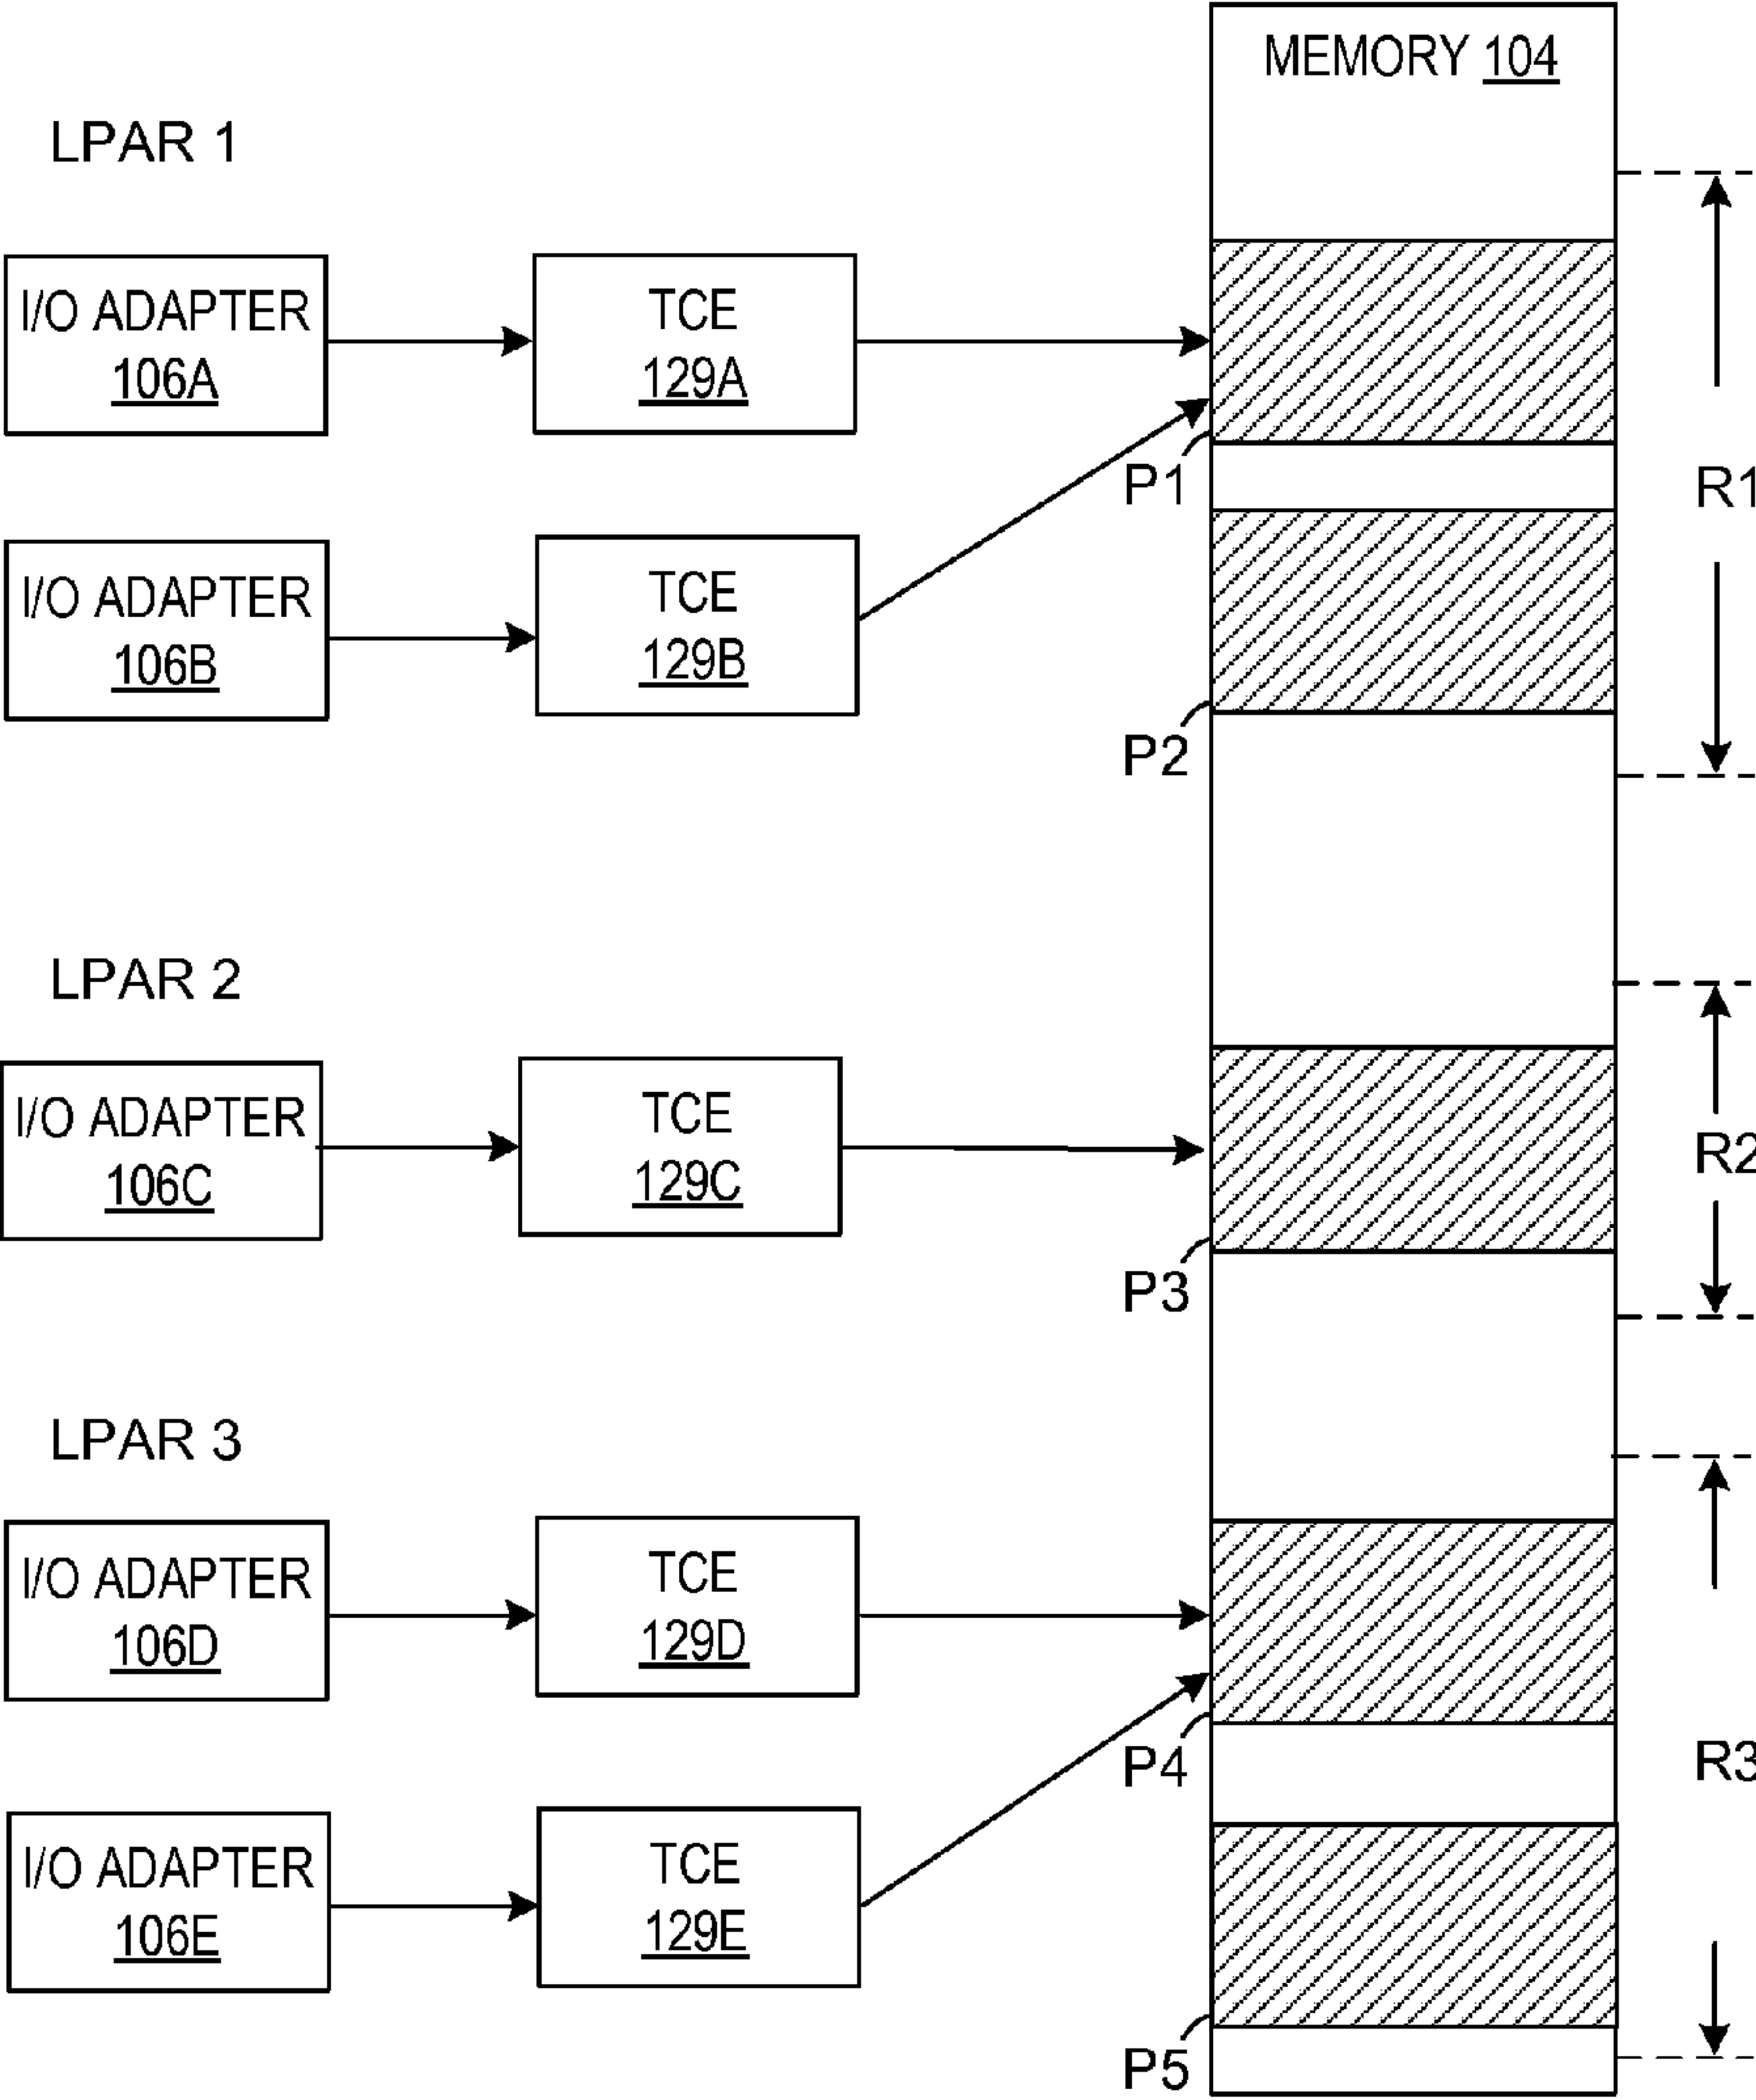 MEMORY 104
LPAR 1
I/O ADAPTER
106A
TCE
129A
P1
R1
I/O ADAPTER
106B
TCE
129B
P2
LPAR 2
I/O ADAPTER
106C
TCE
129C
R2
P3
LPAR 3
I/O ADAPTER
106D
TCE
129D
P4
R3
I/O ADAPTER
106E
TCE
129E
P5